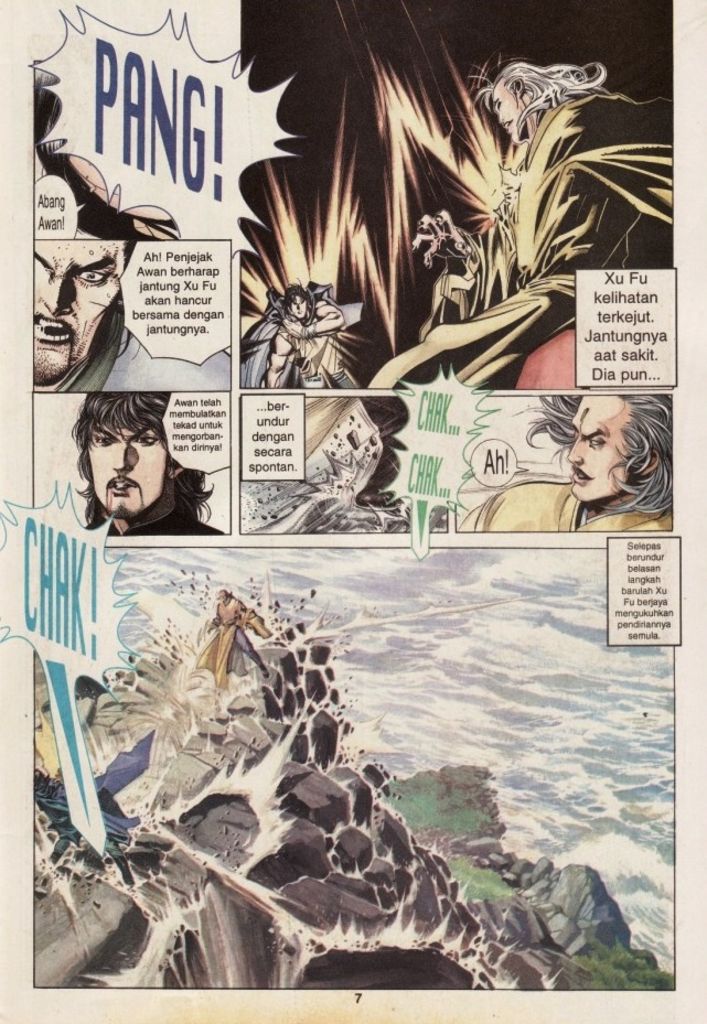 PANG!
Abang
Awan!
Ah! Penjejak
Awan berharap
jantung Xu Fu
akan hancur
bersama dengan
jantungnya.
Xu Fu
kelihatan
terkejut.
Jantungnya
aat sakit.
Dia pun...
Awan telah
membulatkan
tekad untuk
mengorban-
kan dirinya!
...ber-
undur
dengan
secara
spontan.
CHAK...
CHAK...
Ah!
CHAK!
Selepas
berundur
belasan
langkah
barulah Xu
Fu berjaya
mengukuhkan
pendiriannya
semula.
7